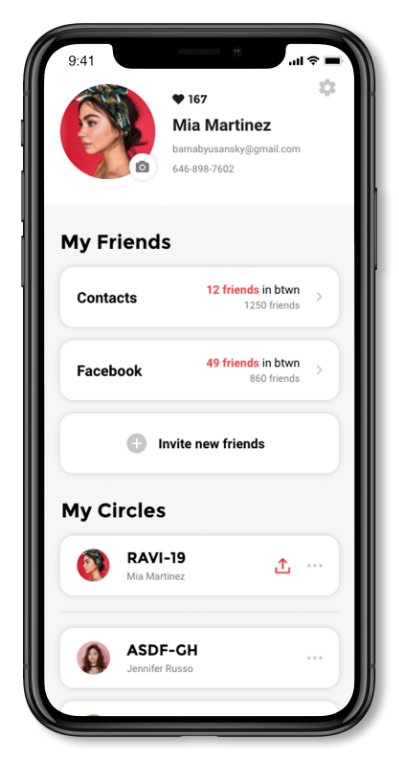 9:41
167
Mia Martinez
barnabyusansky@gmail.com
646-898-7602
My Friends
Contacts
12 friends in btwn
1250 friends
Facebook
49 friends in btwn
860 friends
Invite new friends
My Circles
RAVI-19
Mia Martinez
ASDF-GH
Jennifer Russo